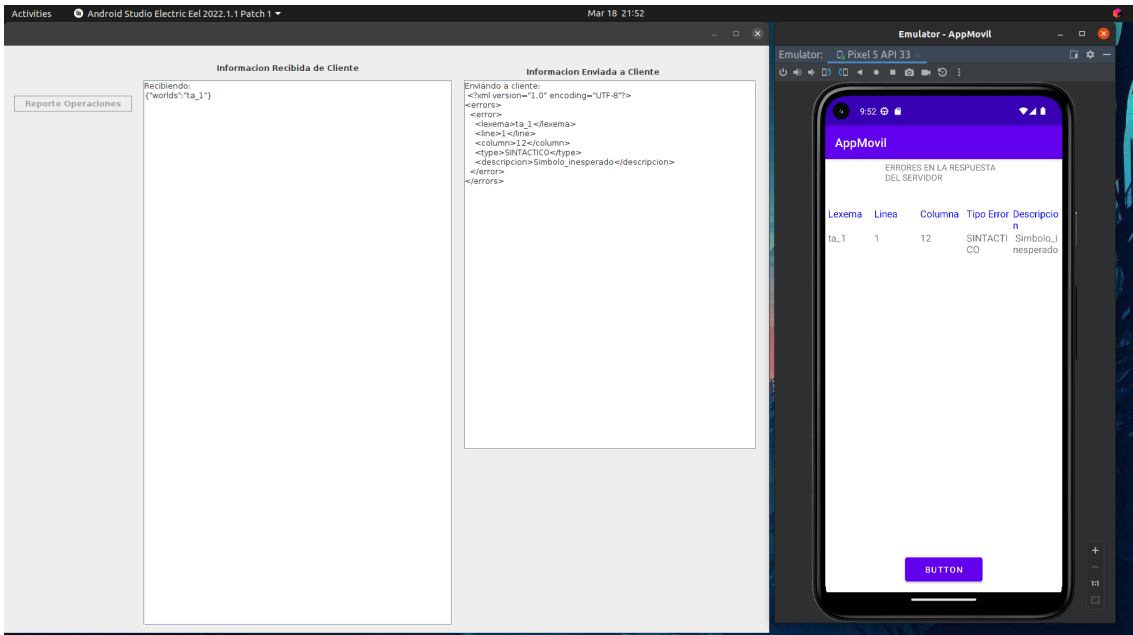 Activities Android Studio Electric Eel 2022.1.1 Patch 1 Mar 18 21:52
Informacion Recibida de Cliente
Informacion Enviada a Cliente
Reporte Operaciones
Recibiendo:
{"worlds":"ta_1"}
Enviando a cliente:
<?xml version="1.0" encoding="UTF-8"?>
<errors>
<error>
<lexema>ta_1</lexema>
<line>1</line>
<column>12</column>
<type>SINTACTICO</type>
<descripcion>Simbolo_inesperado</descripcion>
</error>
</errors>
Emulator - AppMovil
Emulator: Pixel 5 API 33
9:52
AppMovil
ERRORES EN LA RESPUESTA
DEL SERVIDOR
Lexema Linea Columna Tipo Error Descripcio
n
ta_1 1 12 SINTACTI Simbolo_i
CO nesperado
BUTTON
1:1